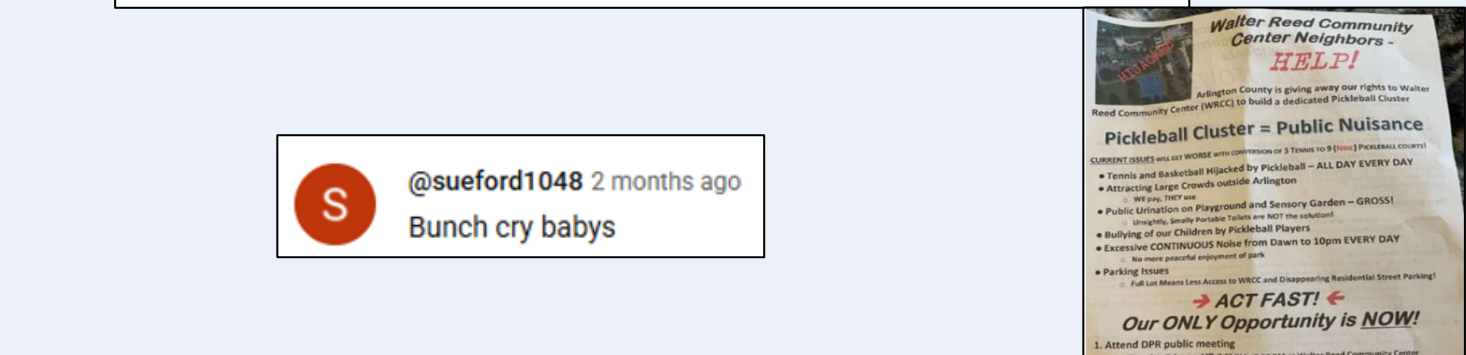 S
@sueford1048 2 months ago
Bunch cry babys
HIJACKED
Walter Reed Community
Center Neighbors -
HELP!
Arlington County is giving away our rights to Walter
Reed Community Center (WRCC) to build a dedicated Pickleball Cluster
Pickleball Cluster = Public Nuisance
CURRENT ISSUES WILL GET WORSE WITH CONVERSION OF 3 TENNIS TO 9 (Nine) PICKLEBALL COURTS!
• Tennis and Basketball Hijacked by Pickleball – ALL DAY EVERY DAY
• Attracting Large Crowds outside Arlington
○ WE pay, THEY use
• Public Urination on Playground and Sensory Garden – GROSS!
○ Unsightly, Smelly Portable Toilets are NOT the solution!
• Bullying of our Children by Pickleball Players
• Excessive CONTINUOUS Noise from Dawn to 10pm EVERY DAY
○ No more peaceful enjoyment of park
• Parking Issues
○ Full Lot Means Less Access to WRCC and Disappearing Residential Street Parking!
→ ACT FAST! ←
Our ONLY Opportunity is NOW!
1. Attend DPR public meeting